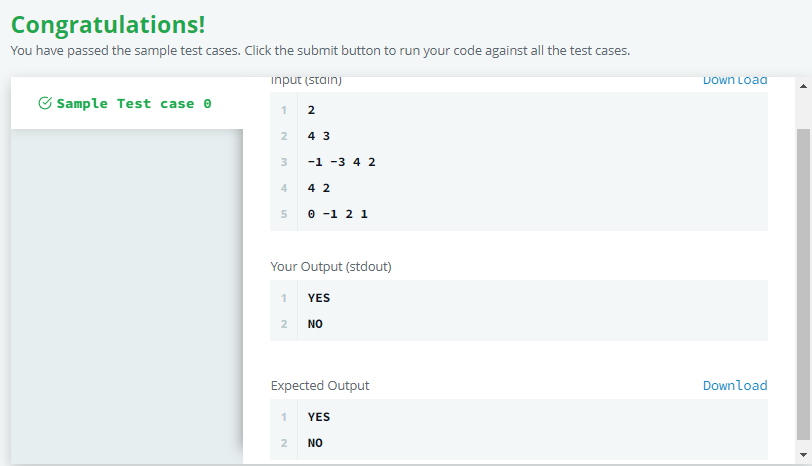 Congratulations!
You have passed the sample test cases. Click the submit button to run your code against all the test cases.
Sample Test case 0
Input (stdin)
Download
1 2
2 4 3
3 -1 -3 4 2
4 4 2
5 0 -1 2 1
Your Output (stdout)
1 YES
2 NO
Expected Output
Download
1 YES
2 NO